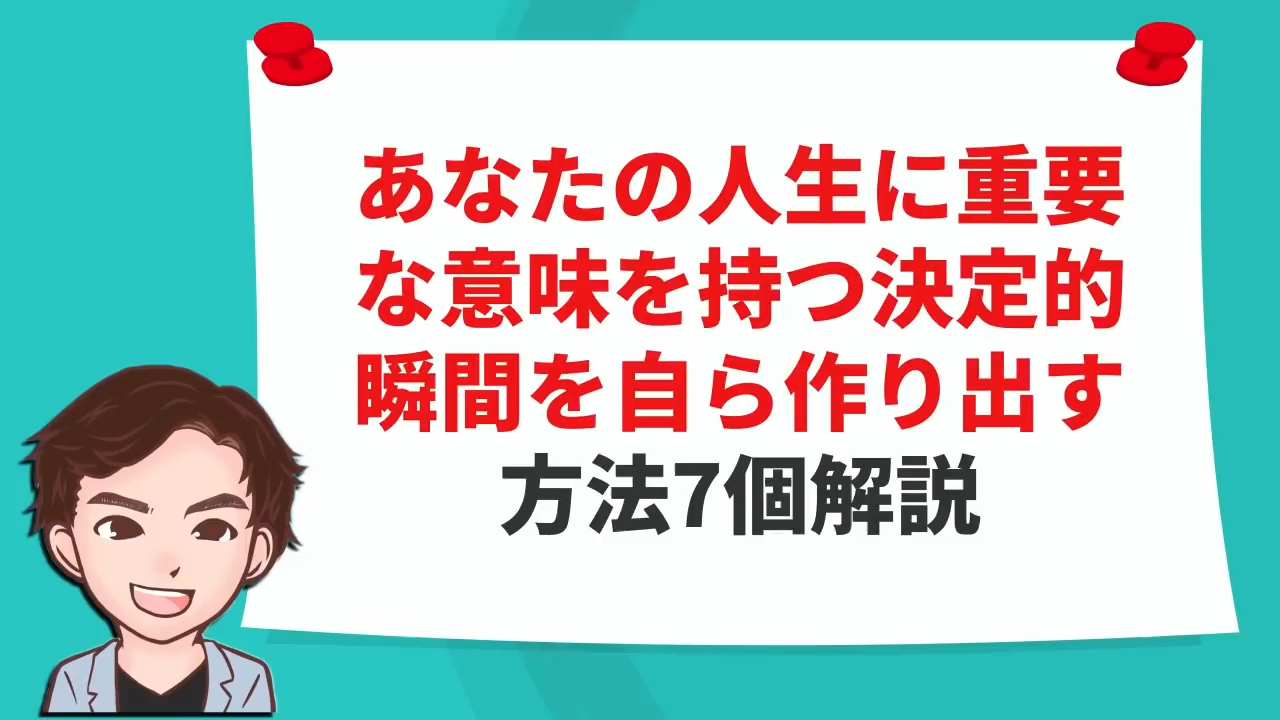 あなたの人生に重要
な意味を持つ決定的
瞬間を自ら作り出す
方法7個解説